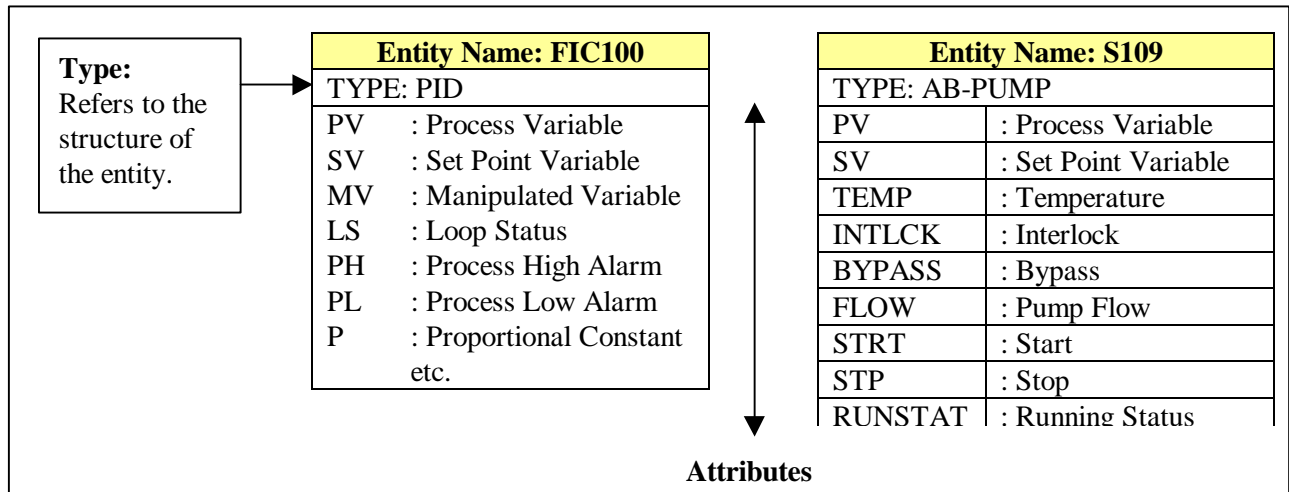 Type:
Refers to the
structure of
the entity.
Entity Name: FIC100
TYPE: PID
PV : Process Variable
SV : Set Point Variable
MV : Manipulated Variable
LS : Loop Status
PH : Process High Alarm
PL : Process Low Alarm
P : Proportional Constant
etc.
Entity Name: S109
TYPE: AB-PUMP
PV : Process Variable
SV : Set Point Variable
TEMP : Temperature
INTLCK : Interlock
BYPASS : Bypass
FLOW : Pump Flow
STRT : Start
STP : Stop
RUNSTAT : Running Status
Attributes